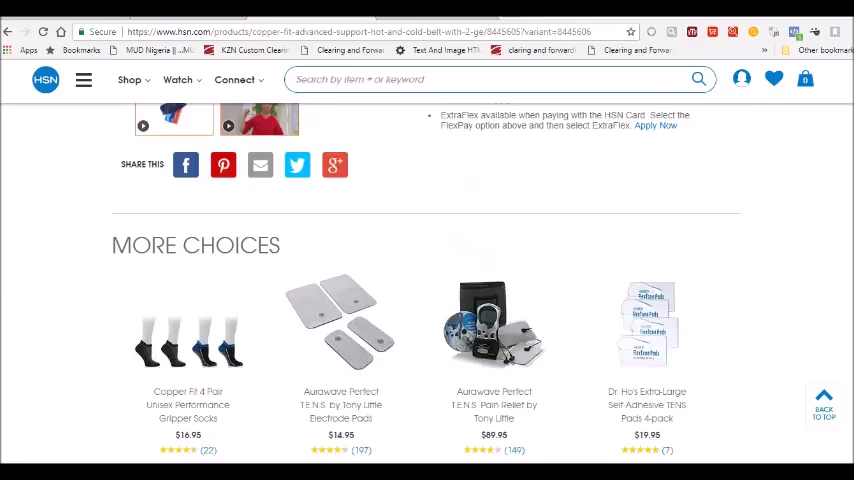 Secure https://www.hsn.com/products/copper-fit-advanced-support-hot-and-cold-belt-with-2-ge/8445605?variant=8445606
Apps MUD Nigeria || ...MU KZN Custom Clearin Clearing and Forwar Text And Image HTM claring and forward Clearing and Forwar » Other bookmark
HSN Shop Watch Connect Search by item # or keyword 0
ExtraFlex available when paying with the HSN Card. Select the
FlexPay option above and then select ExtraFlex. Apply Now
SHARE THIS
MORE CHOICES
Copper Fit 4 Pair
Unisex Performance
Gripper Socks
$16.95
(22)
Aurawave Perfect
T.E.N.S. by Tony Little
Electrode Pads
$14.95
(197)
Aurawave Perfect
T.E.N.S. Pain Relief by
Tony Little
$89.95
(149)
Dr. Ho's Extra-Large
Self-Adhesive TENS
Pads 4-pack
$19.95
(7)
BACK
TO TOP